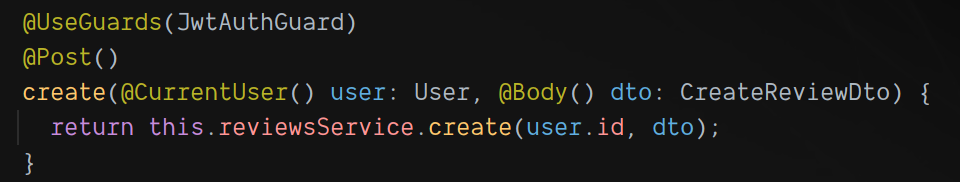 @UseGuards(JwtAuthGuard)
@Post()
create(@CurrentUser() user: User, @Body() dto: CreateReviewDto) {
  return this.reviewsService.create(user.id, dto);
}